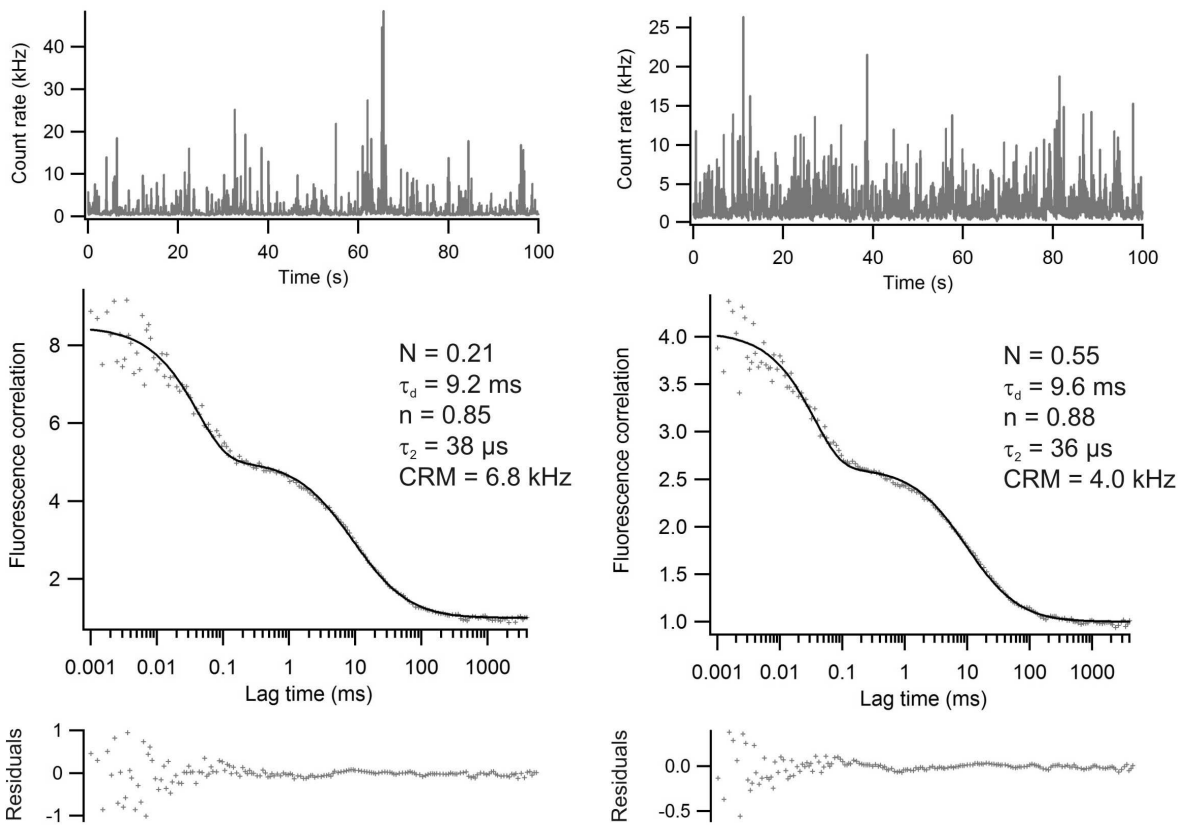 Count rate (kHz)
40
30
20
10
0
0 20 40 60 80 100
Time (s)
Fluorescence correlation
8
6
4
2
N = 0.21
τd = 9.2 ms
n = 0.85
τ2 = 38 µs
CRM = 6.8 kHz
0.001 0.01 0.1 1 10 100 1000
Lag time (ms)
Residuals
1
0
-1
Count rate (kHz)
25
20
15
10
5
0
0 20 40 60 80 100
Time (s)
Fluorescence correlation
4.0
3.5
3.0
2.5
2.0
1.5
1.0
N = 0.55
τd = 9.6 ms
n = 0.88
τ2 = 36 µs
CRM = 4.0 kHz
0.001 0.01 0.1 1 10 100 1000
Lag time (ms)
Residuals
0.0
-0.5